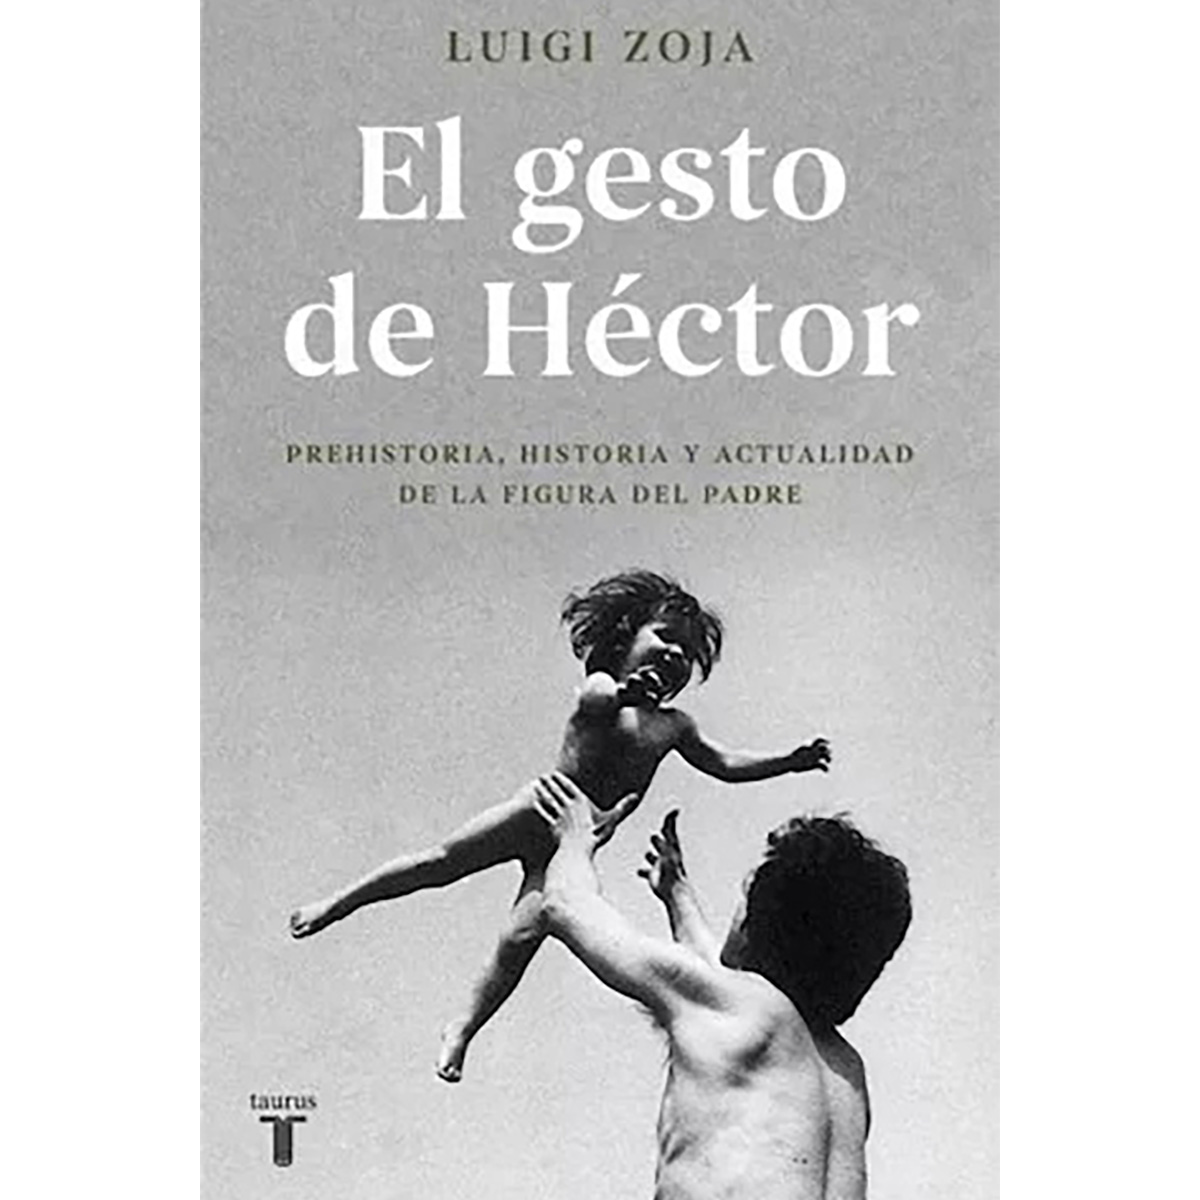 LUIGI ZOJA
El gesto
de Héctor
PREHISTORIA, HISTORIA Y ACTUALIDAD
DE LA FIGURA DEL PADRE
taurus